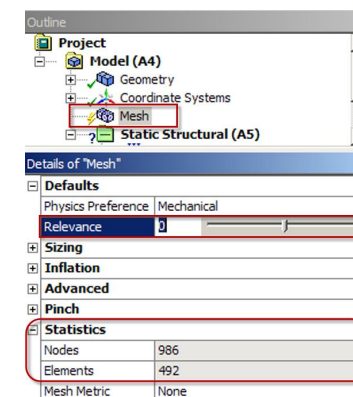 Outline
Project
Model (A4)
Geometry
Coordinate Systems
Mesh
Static Structural (A5)
Details of "Mesh"
Defaults
Physics Preference Mechanical
Relevance 0
Sizing
Inflation
Advanced
Pinch
Statistics
Nodes 986
Elements 492
Mesh Metric None